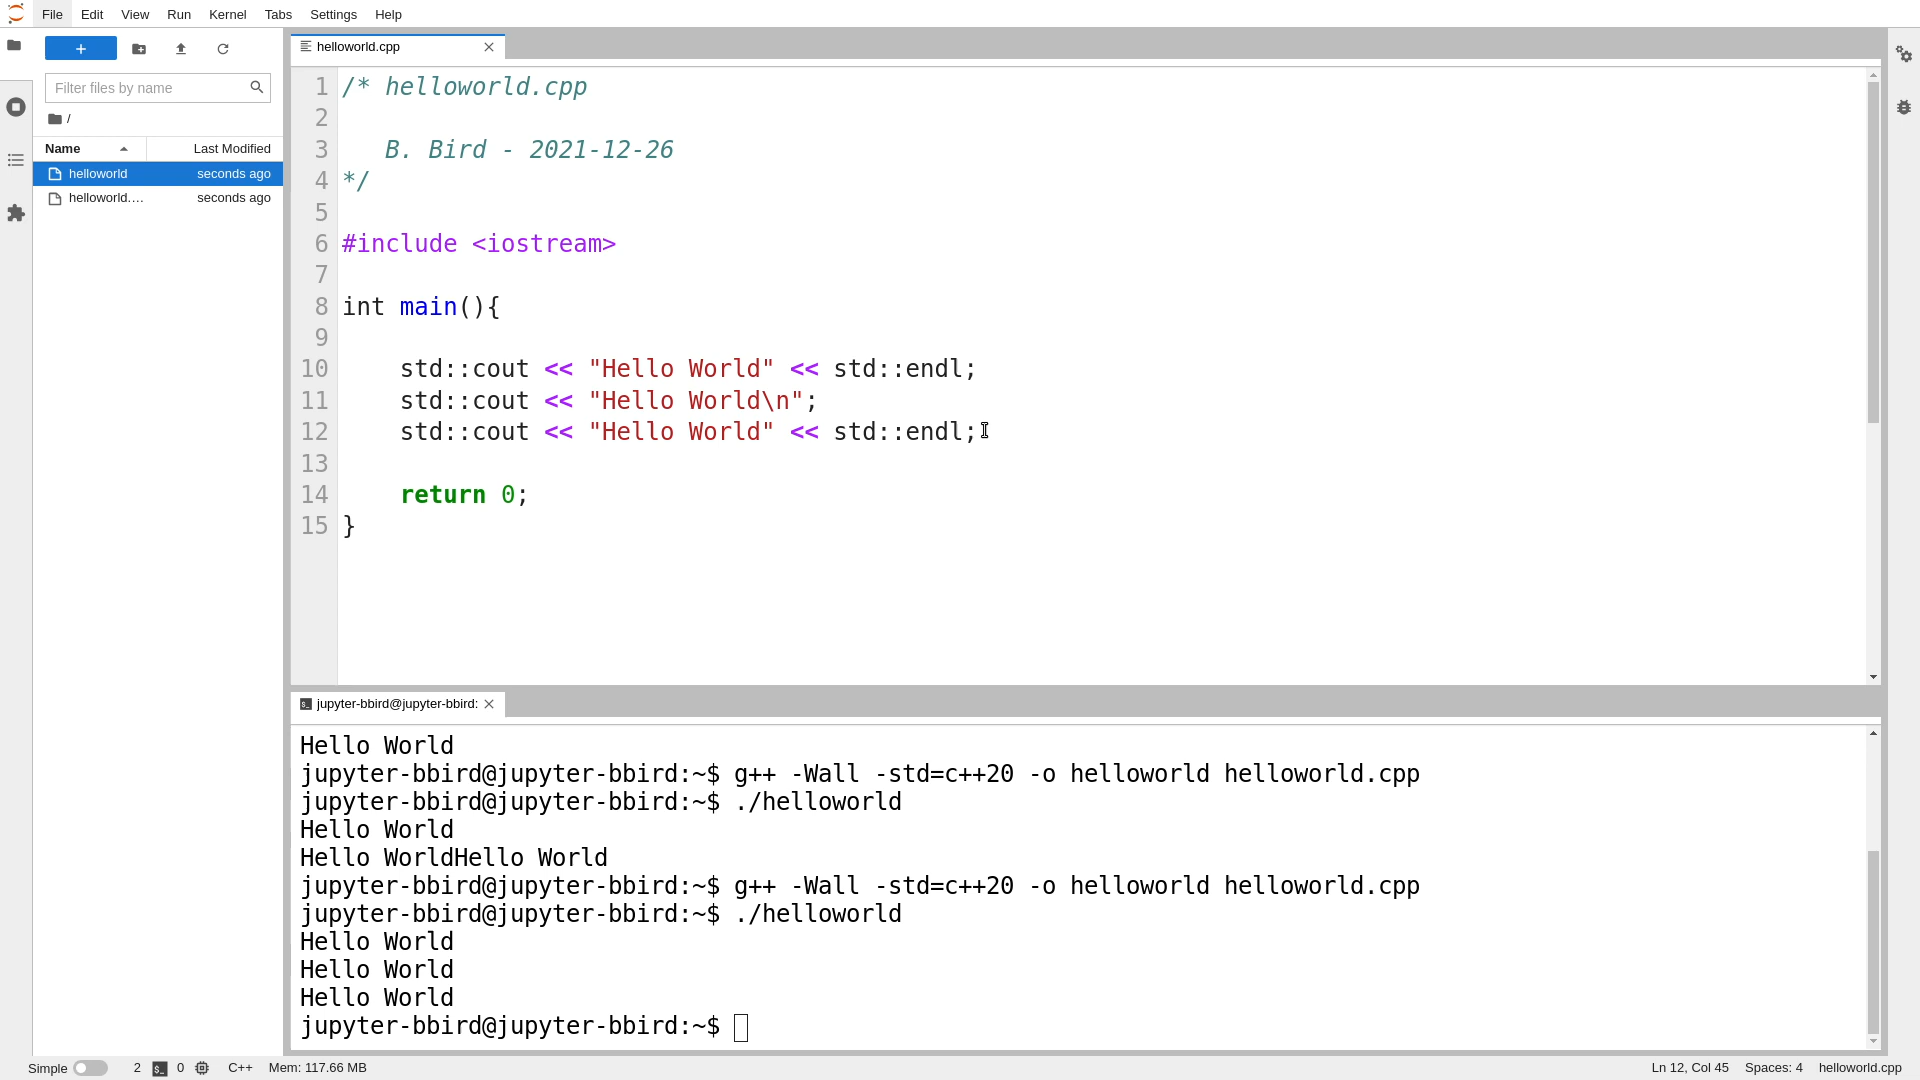 File Edit View Run Kernel Tabs Settings Help
+
Filter files by name
/
Name Last Modified
helloworld seconds ago
helloworld.… seconds ago
helloworld.cpp
1 /* helloworld.cpp
2
3 B. Bird - 2021-12-26
4 */
5
6 #include <iostream>
7
8 int main(){
9
10 std::cout << "Hello World" << std::endl;
11 std::cout << "Hello World\n";
12 std::cout << "Hello World" << std::endl;
13
14 return 0;
15 }
jupyter-bbird@jupyter-bbird:
Hello World
jupyter-bbird@jupyter-bbird:~$ g++ -Wall -std=c++20 -o helloworld helloworld.cpp
jupyter-bbird@jupyter-bbird:~$ ./helloworld
Hello World
Hello WorldHello World
jupyter-bbird@jupyter-bbird:~$ g++ -Wall -std=c++20 -o helloworld helloworld.cpp
jupyter-bbird@jupyter-bbird:~$ ./helloworld
Hello World
Hello World
Hello World
jupyter-bbird@jupyter-bbird:~$
Simple 2 $_ 0 C++ Mem: 117.66 MB Ln 12, Col 45 Spaces: 4 helloworld.cpp